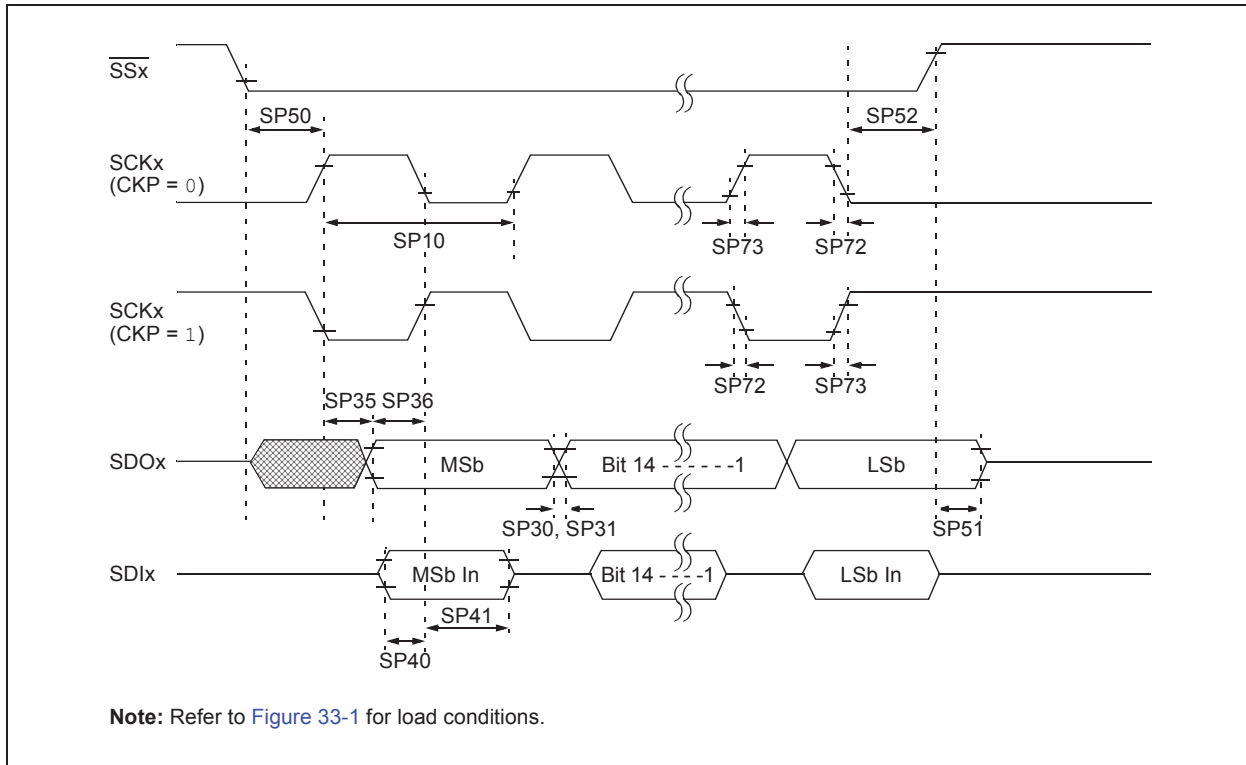 SSx
SP50
SP52
SCKx
(CKP = 0)
SP10
SP73
SP72
SCKx
(CKP = 1)
SP72
SP73
SP35 SP36
SDOx
MSb
Bit 14 - - - - - -1
LSb
SP30, SP31
SP51
SDIx
MSb In
Bit 14 - - - - -1
LSb In
SP41
SP40
Note: Refer to Figure 33-1 for load conditions.